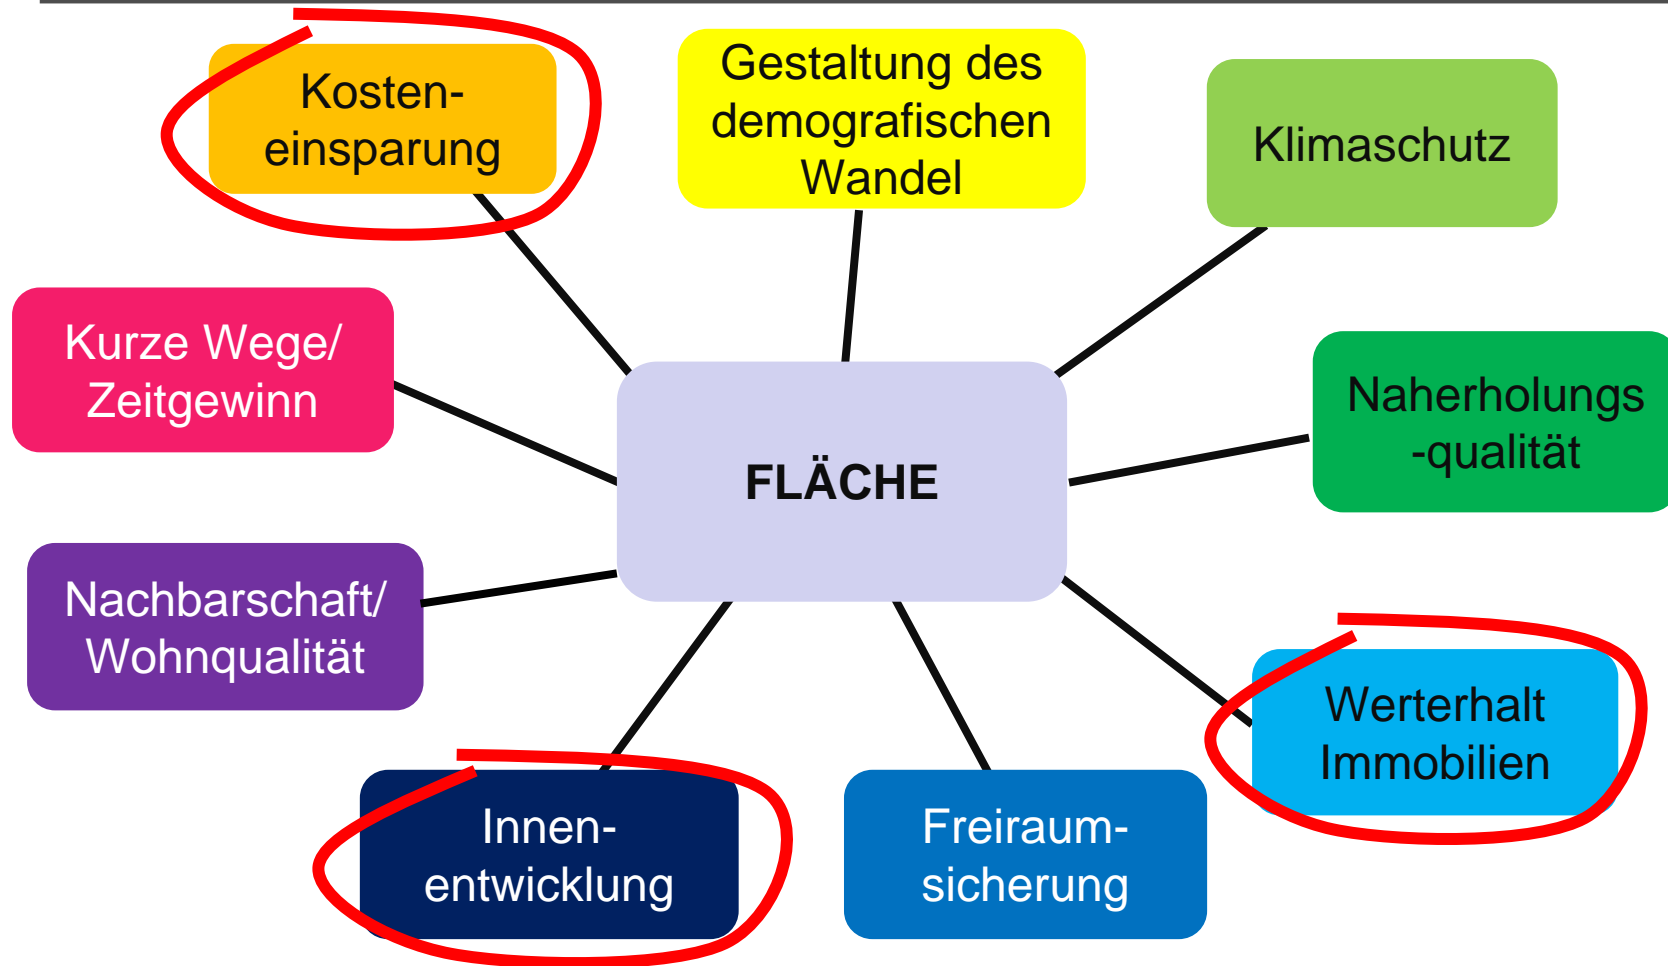 Kosten-
einsparung
Gestaltung des
demografischen
Wandel
Klimaschutz
Kurze Wege/
Zeitgewinn
Naherholungs
-qualität
FLÄCHE
Nachbarschaft/
Wohnqualität
Werterhalt
Immobilien
Innen-
entwicklung
Freiraum-
sicherung